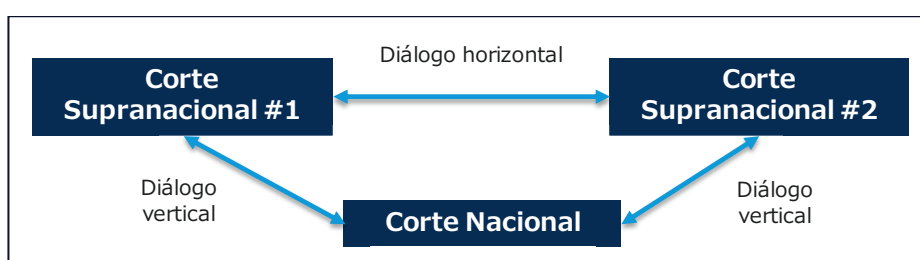 Diálogo horizontal
Corte
Supranacional #1
Corte
Supranacional #2
Diálogo
vertical
Diálogo
vertical
Corte Nacional